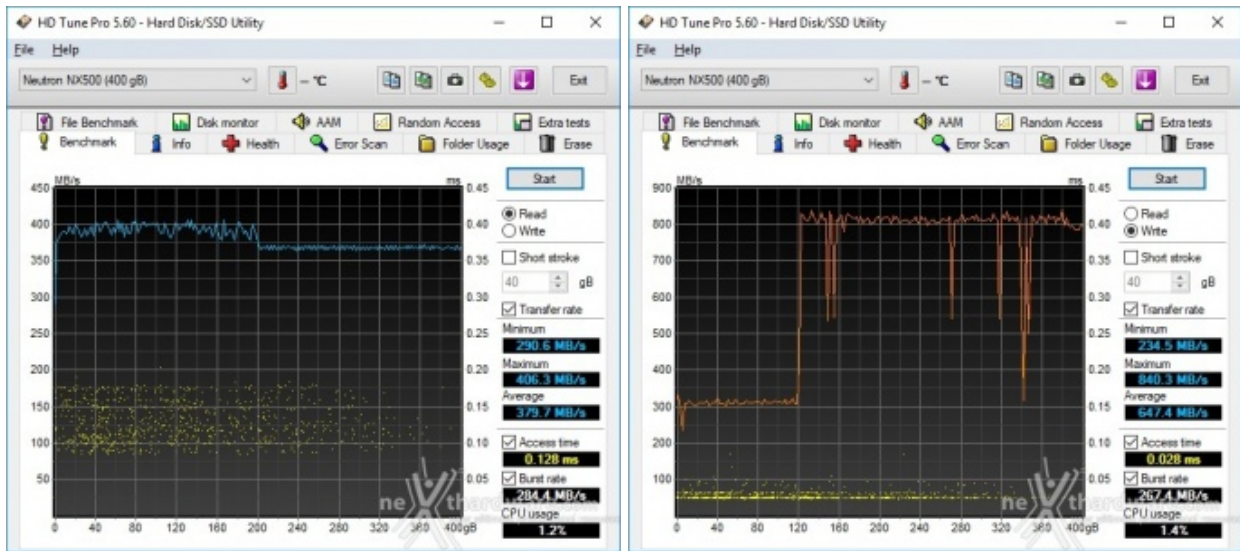 HD Tune Pro 5.60 - Hard Disk/SSD Utility
File Help
Neutron NX500 (400 gB)
– °C
Exit
File Benchmark Disk monitor AAM Random Access Extra tests
Benchmark Info Health Error Scan Folder Usage Erase
MB/s
ms
450
400
350
300
250
200
150
100
50
0.45
0.40
0.35
0.30
0.25
0.20
0.15
0.10
0.05
0 40 80 120 160 200 240 280 320 360 400gB
Start
Read
Write
Short stroke
40 gB
Transfer rate
Minimum
290.6 MB/s
Maximum
406.3 MB/s
Average
379.7 MB/s
Access time
0.128 ms
Burst rate
284.4 MB/s
CPU usage
1.2%
HD Tune Pro 5.60 - Hard Disk/SSD Utility
File Help
Neutron NX500 (400 gB)
– °C
Exit
File Benchmark Disk monitor AAM Random Access Extra tests
Benchmark Info Health Error Scan Folder Usage Erase
MB/s
ms
900
800
700
600
500
400
300
200
100
0.45
0.40
0.35
0.30
0.25
0.20
0.15
0.10
0.05
0 40 80 120 160 200 240 280 320 360 400gB
Start
Read
Write
Short stroke
40 gB
Transfer rate
Minimum
234.5 MB/s
Maximum
840.3 MB/s
Average
647.4 MB/s
Access time
0.028 ms
Burst rate
267.4 MB/s
CPU usage
1.4%